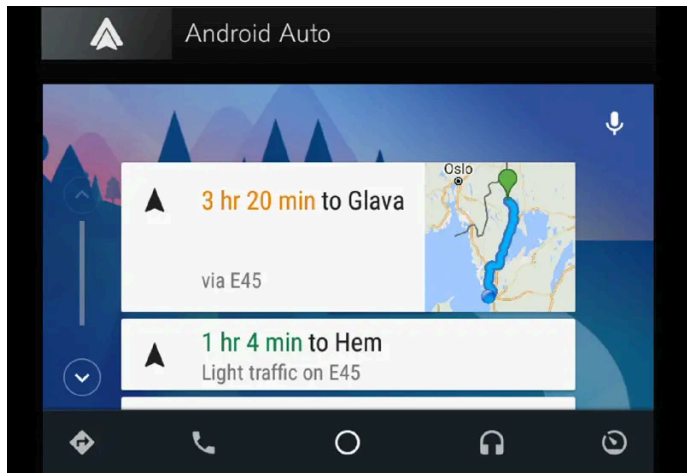 Android Auto
3 hr 20 min to Glava
Oslo
via E45
1 hr 4 min to Hem
Light traffic on E45